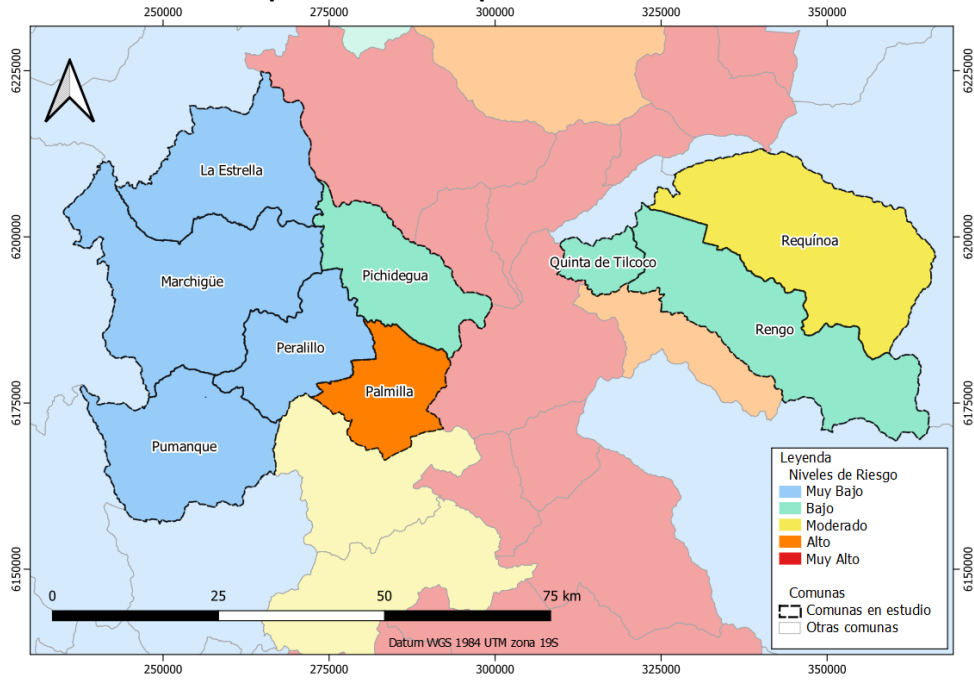 250000
275000
300000
325000
350000
6225000
6225000
La Estrella
6200000
Requínoa
6200000
Quinta de Tilcoco
Pichidegua
Marchigüe
Rengo
Peralillo
6175000
Palmilla
6175000
Pumanque
Leyenda
Niveles de Riesgo
Muy Bajo
Bajo
Moderado
Alto
Muy Alto
Comunas
Comunas en estudio
Otras comunas
6150000
6150000
0
25
50
75 km
Datum WGS 1984 UTM zona 19S
250000
275000
300000
325000
350000